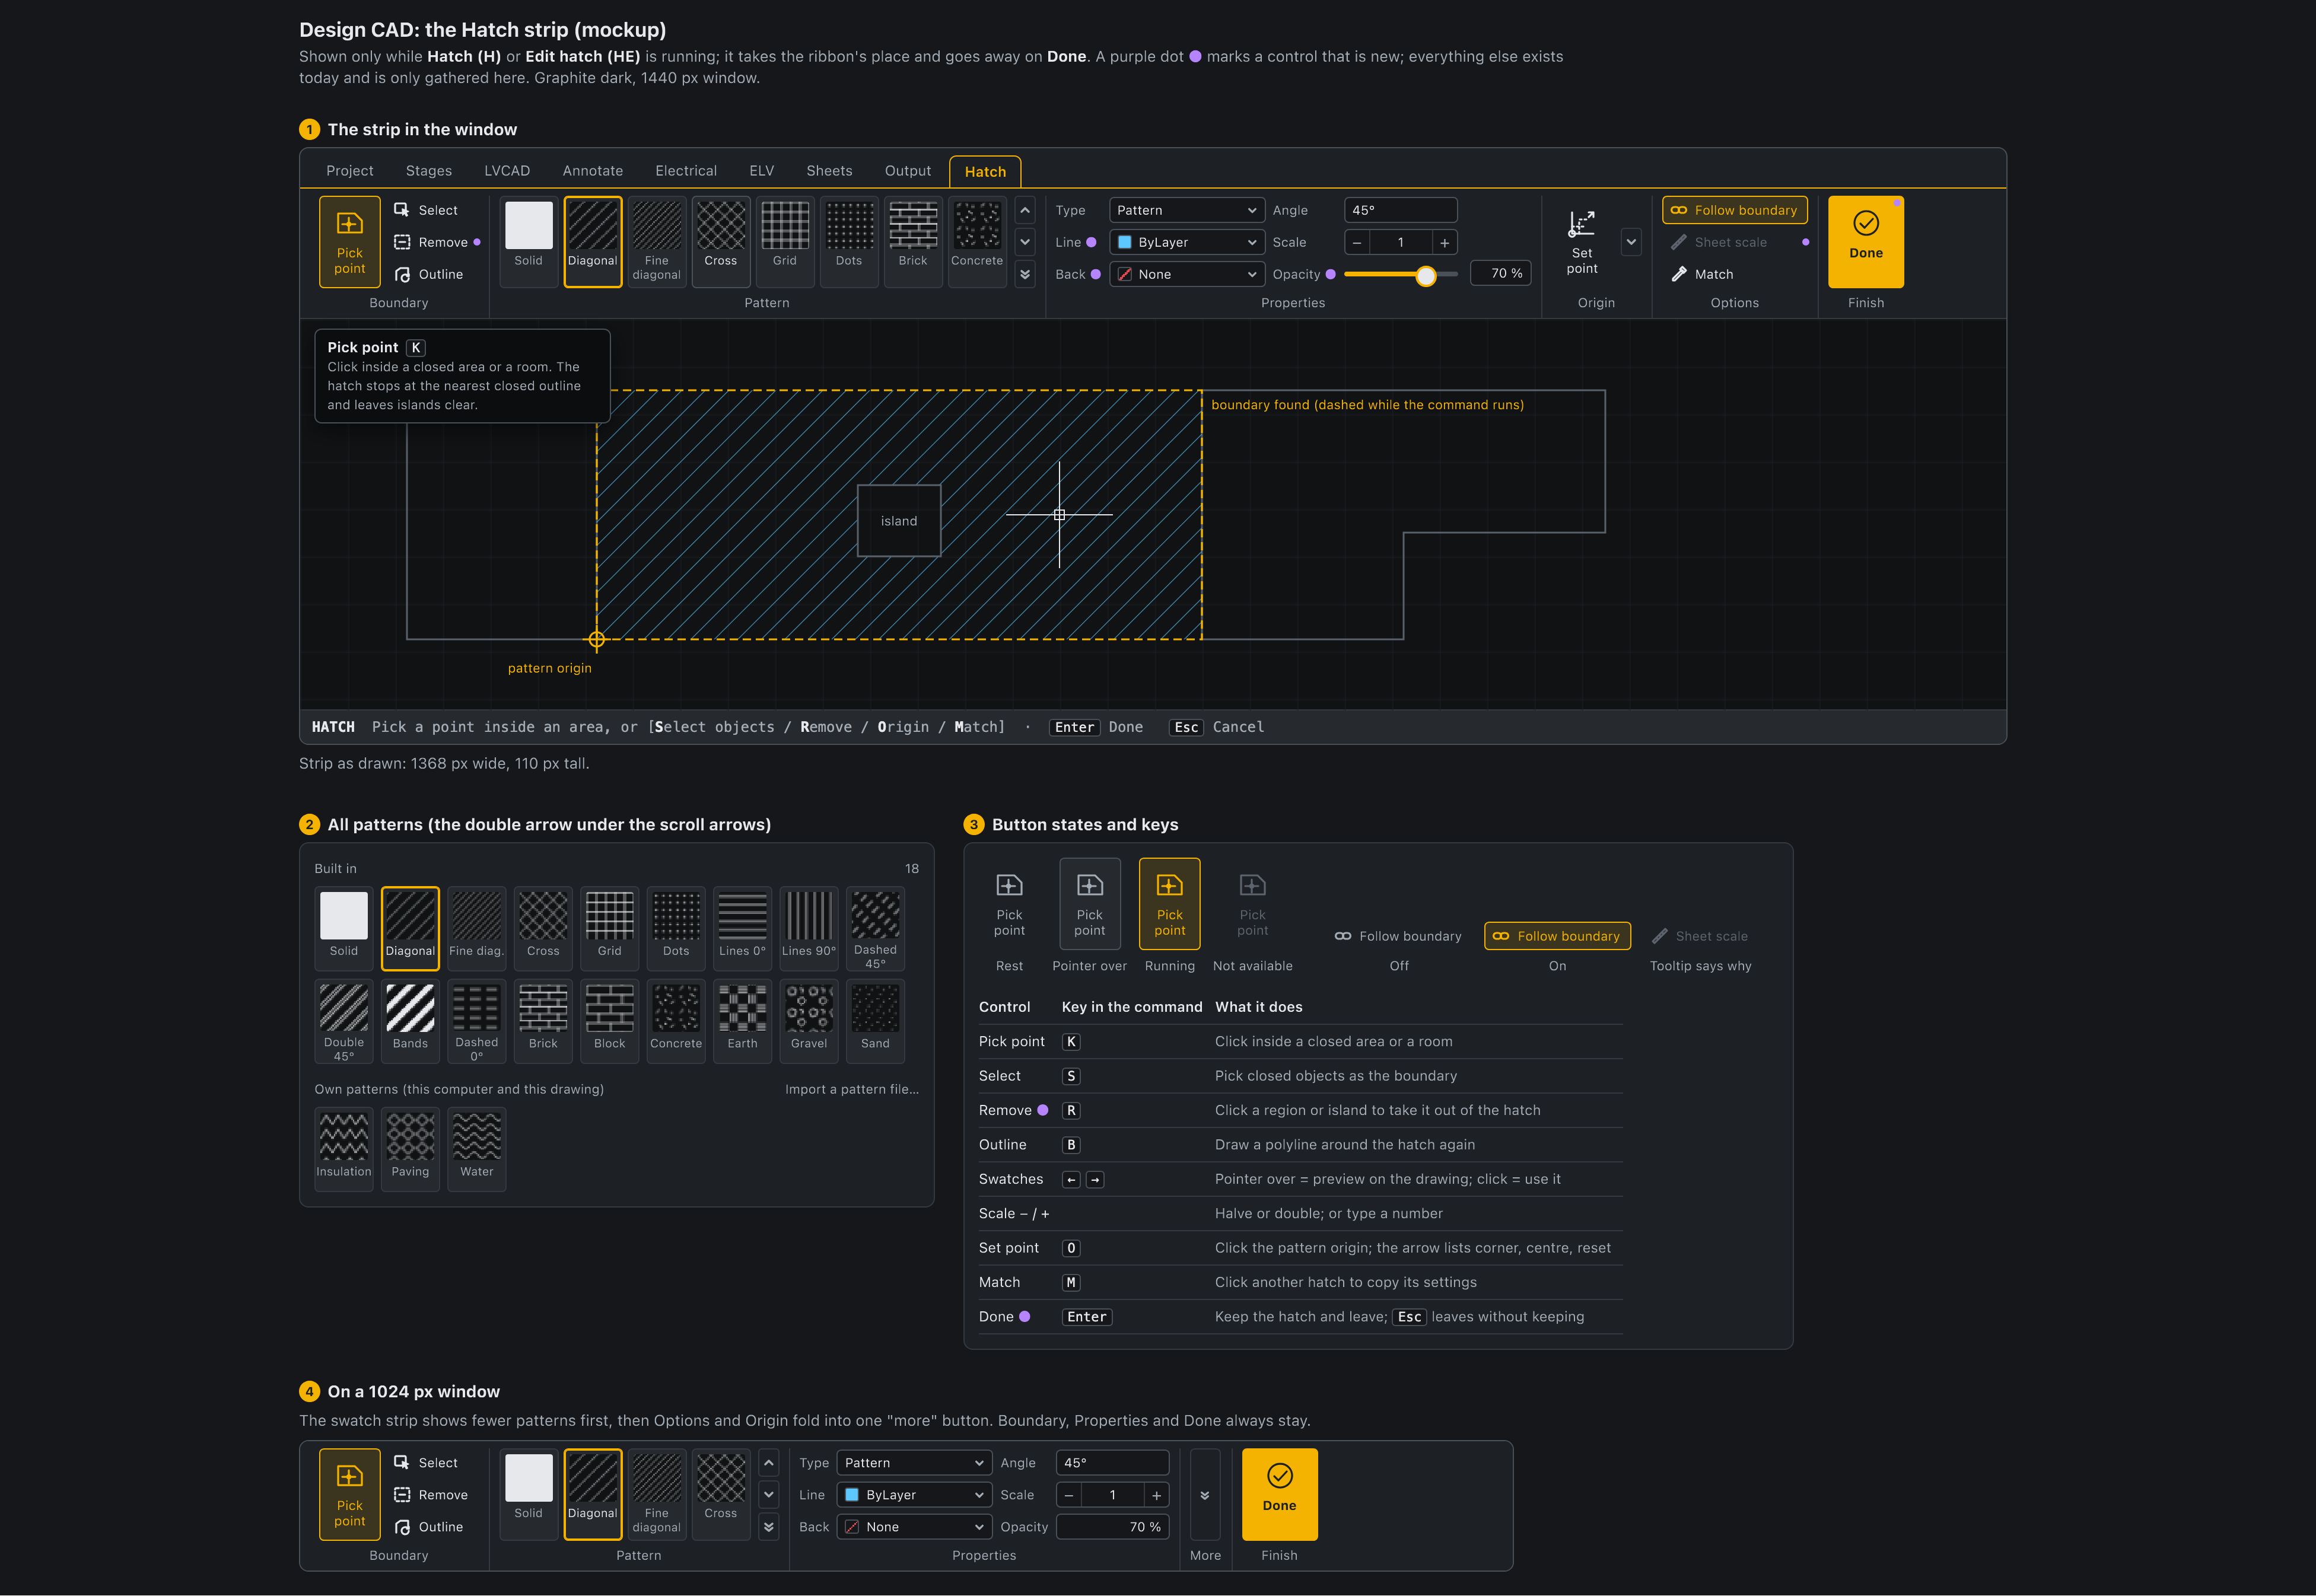 Design CAD: the Hatch strip (mockup)
Shown only while Hatch (H) or Edit hatch (HE) is running; it takes the ribbon's place and goes away on Done. A purple dot marks a control that is new; everything else exists
today and is only gathered here. Graphite dark, 1440 px window.
1 The strip in the window
Project Stages LVCAD Annotate Electrical ELV Sheets Output Hatch
Pick
point
Select
Remove
Outline
Boundary
Solid
Diagonal
Fine
diagonal
Cross
Grid
Dots
Brick
Concrete
Pattern
Type Pattern Angle 45°
Line ByLayer Scale − 1 +
Back None Opacity 70 %
Properties
Set
point
Origin
Follow boundary
Sheet scale
Match
Options
Done
Finish
Pick point K
Click inside a closed area or a room. The
hatch stops at the nearest closed outline
and leaves islands clear.
boundary found (dashed while the command runs)
island
pattern origin
HATCH Pick a point inside an area, or [Select objects / Remove / Origin / Match] · Enter Done Esc Cancel
Strip as drawn: 1368 px wide, 110 px tall.
2 All patterns (the double arrow under the scroll arrows)
Built in 18
Solid
Diagonal
Fine diag.
Cross
Grid
Dots
Lines 0°
Lines 90°
Dashed
45°
Double
45°
Bands
Dashed
0°
Brick
Block
Concrete
Earth
Gravel
Sand
Own patterns (this computer and this drawing) Import a pattern file...
Insulation
Paving
Water
3 Button states and keys
Pick
point
Rest
Pick
point
Pointer over
Pick
point
Running
Pick
point
Not available
Follow boundary
Off
Follow boundary
On
Sheet scale
Tooltip says why
Control Key in the command What it does
Pick point K Click inside a closed area or a room
Select S Pick closed objects as the boundary
Remove R Click a region or island to take it out of the hatch
Outline B Draw a polyline around the hatch again
Swatches ← → Pointer over = preview on the drawing; click = use it
Scale − / + Halve or double; or type a number
Set point O Click the pattern origin; the arrow lists corner, centre, reset
Match M Click another hatch to copy its settings
Done Enter Keep the hatch and leave; Esc leaves without keeping
4 On a 1024 px window
The swatch strip shows fewer patterns first, then Options and Origin fold into one "more" button. Boundary, Properties and Done always stay.
Pick
point
Select
Remove
Outline
Boundary
Solid
Diagonal
Fine
diagonal
Cross
Pattern
Type Pattern Angle 45°
Line ByLayer Scale − 1 +
Back None Opacity 70 %
Properties
More
Done
Finish